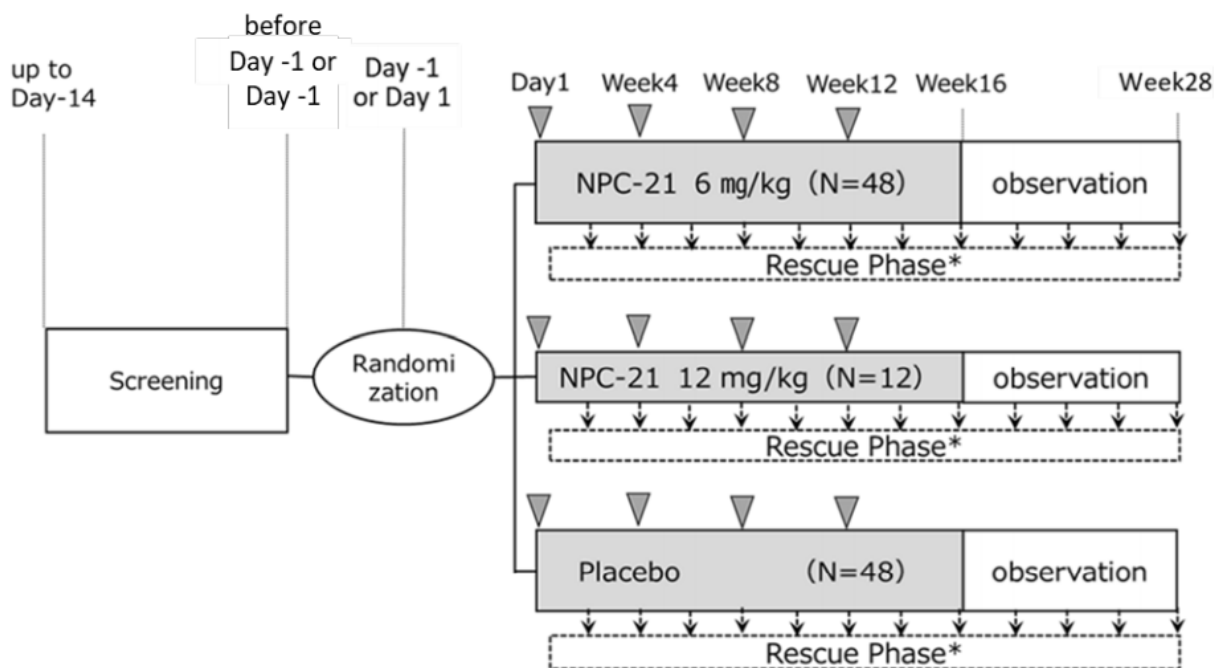 before
Day -1 or
Day -1
up to
Day-14
Day -1
or Day 1
Day1 Week4 Week8 Week12 Week16 Week28
NPC-21 6 mg/kg (N=48) observation
Rescue Phase*
Screening
Randomi
zation
NPC-21 12 mg/kg (N=12) observation
Rescue Phase*
Placebo (N=48) observation
Rescue Phase*